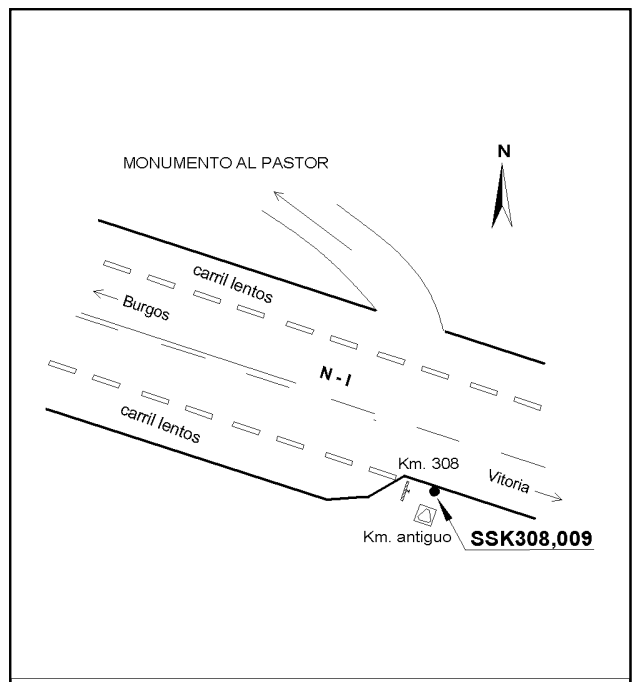 N
MONUMENTO AL PASTOR
carril lentos
Burgos
N - I
carril lentos
Km. 308
Vitoria
Km. antiguo
SSK308,009